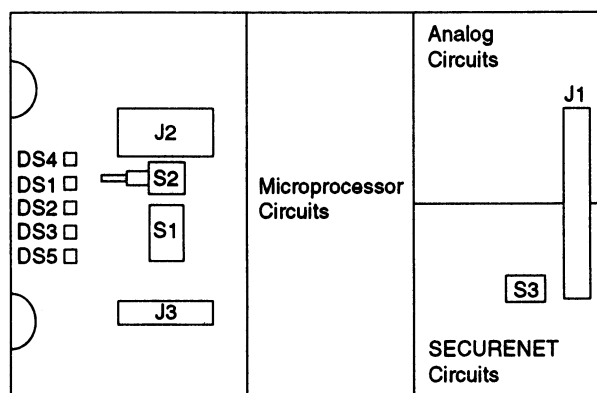 Analog
Circuits
J1
J2
DS4
S2
DS1
Microprocessor
Circuits
DS2
S1
DS3
DS5
S3
J3
SECURENET
Circuits